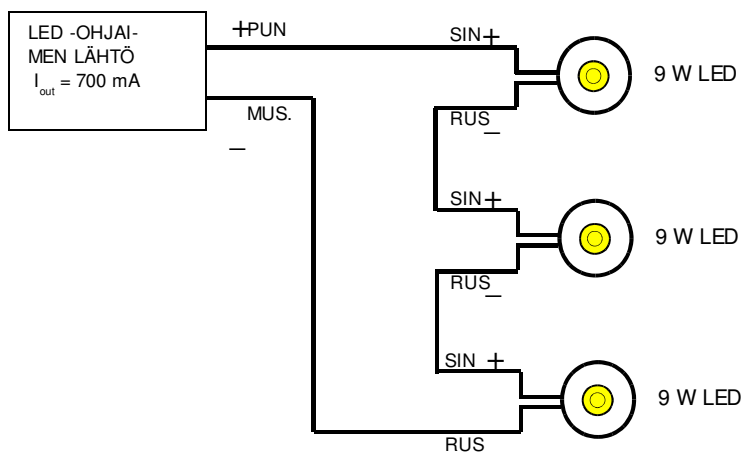 LED -OHJAI-
MEN LÄHTÖ
I out = 700 mA
+PUN
SIN+
9 W LED
MUS.
–
RUS
–
SIN+
9 W LED
RUS
–
SIN +
9 W LED
RUS